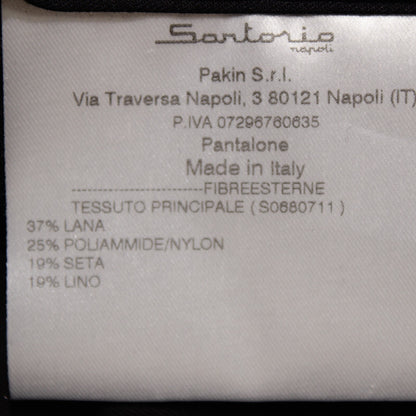 Sartorio
napoli
Pakin S.r.l.
Via Traversa Napoli, 3 80121 Napoli (IT)
P.IVA 07296760635
Pantalone
Made in Italy
-------------------------FIBREESTERNE
TESSUTO PRINCIPALE ( S0680711 )
37% LANA
25% POLIAMMIDE/NYLON
19% SETA
19% LINO